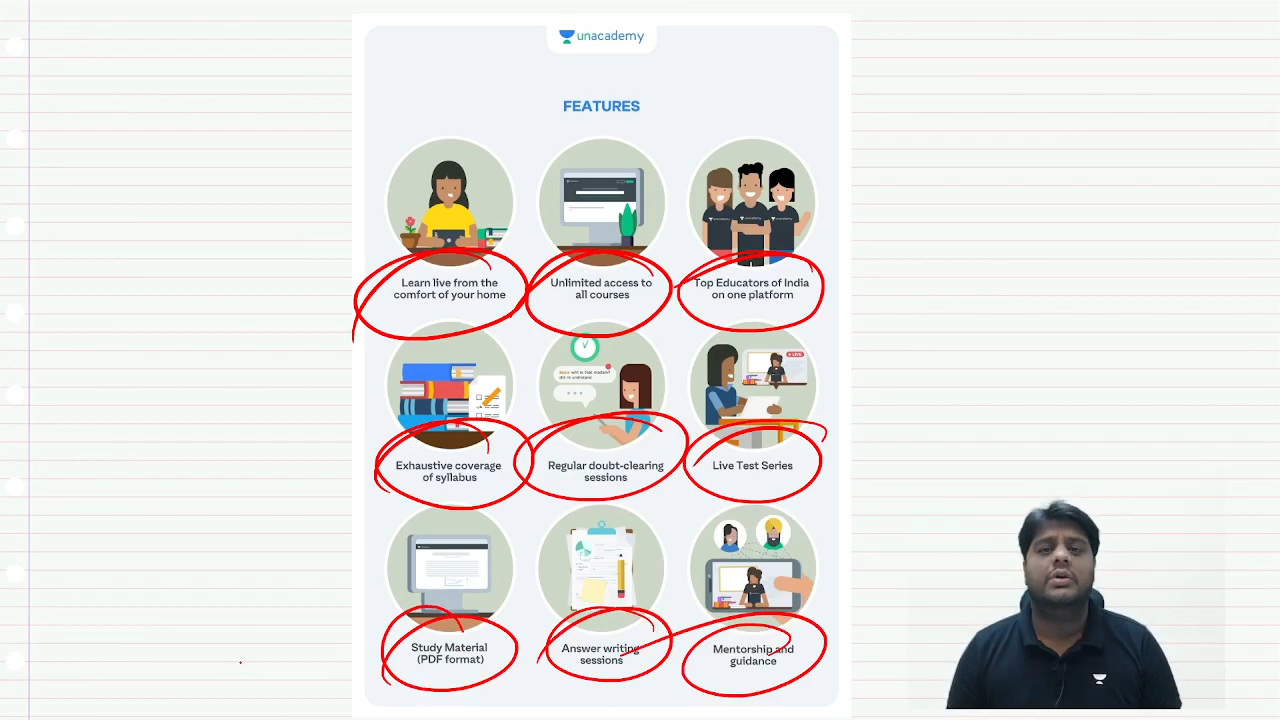 unacademy
FEATURES
Learn live from the
comfort of your home
Unlimited access to
all courses
Top Educators of India
on one platform
LIVE
Exhaustive coverage
of syllabus
Regular doubt-clearing
sessions
Live Test Series
Study Material
(PDF format)
Answer writing
sessions
Mentorship and
guidance